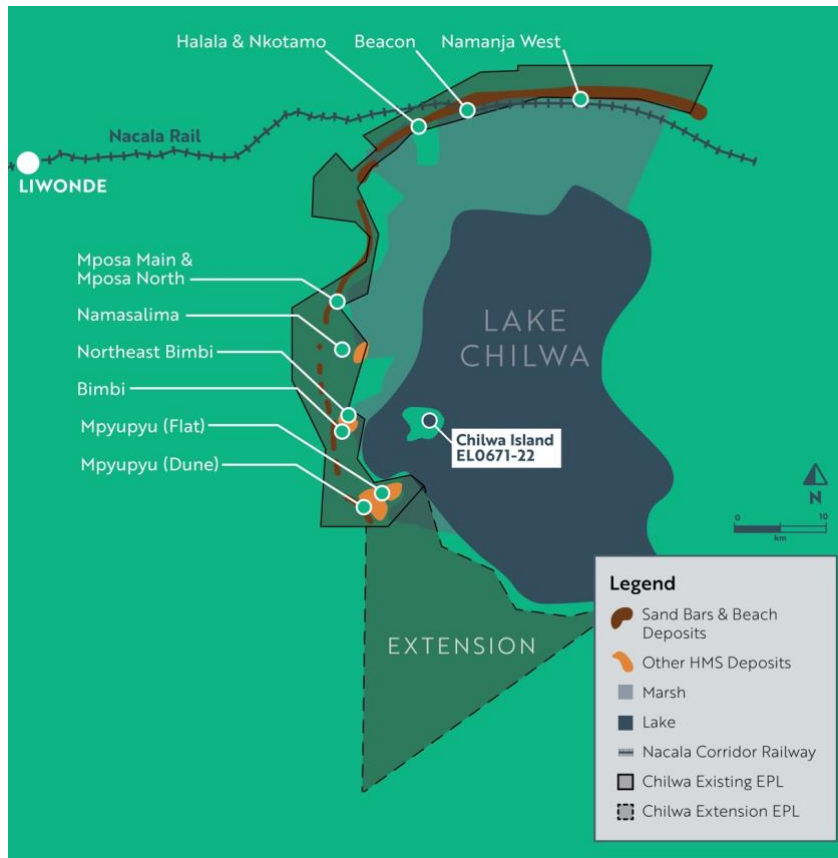 Halala & Nkotamo
Beacon
Namanja West
Nacala Rail
LIWONDE
Mposa Main &
Mposa North
Namasalima
Northeast Bimbi
Bimbi
Mpyupyu (Flat)
Mpyupyu (Dune)
LAKE
CHILWA
Chilwa Island
EL0671-22
N
0 10
km
EXTENSION
Legend
Sand Bars & Beach
Deposits
Other HMS Deposits
Marsh
Lake
Nacala Corridor Railway
Chilwa Existing EPL
Chilwa Extension EPL